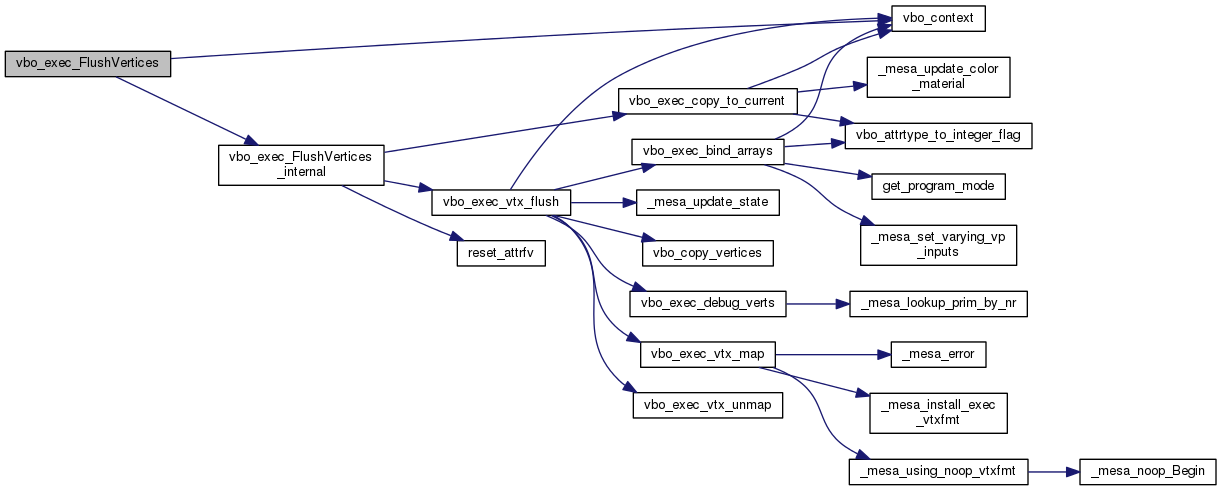 vbo_exec_FlushVertices
vbo_exec_FlushVertices
_internal
vbo_exec_copy_to_current
vbo_exec_vtx_flush
reset_attrfv
vbo_context
_mesa_update_color
_material
vbo_attrtype_to_integer_flag
vbo_exec_bind_arrays
get_program_mode
_mesa_set_varying_vp
_inputs
_mesa_update_state
vbo_copy_vertices
vbo_exec_debug_verts
_mesa_lookup_prim_by_nr
vbo_exec_vtx_map
_mesa_error
_mesa_install_exec
_vtxfmt
_mesa_using_noop_vtxfmt
_mesa_noop_Begin
vbo_exec_vtx_unmap